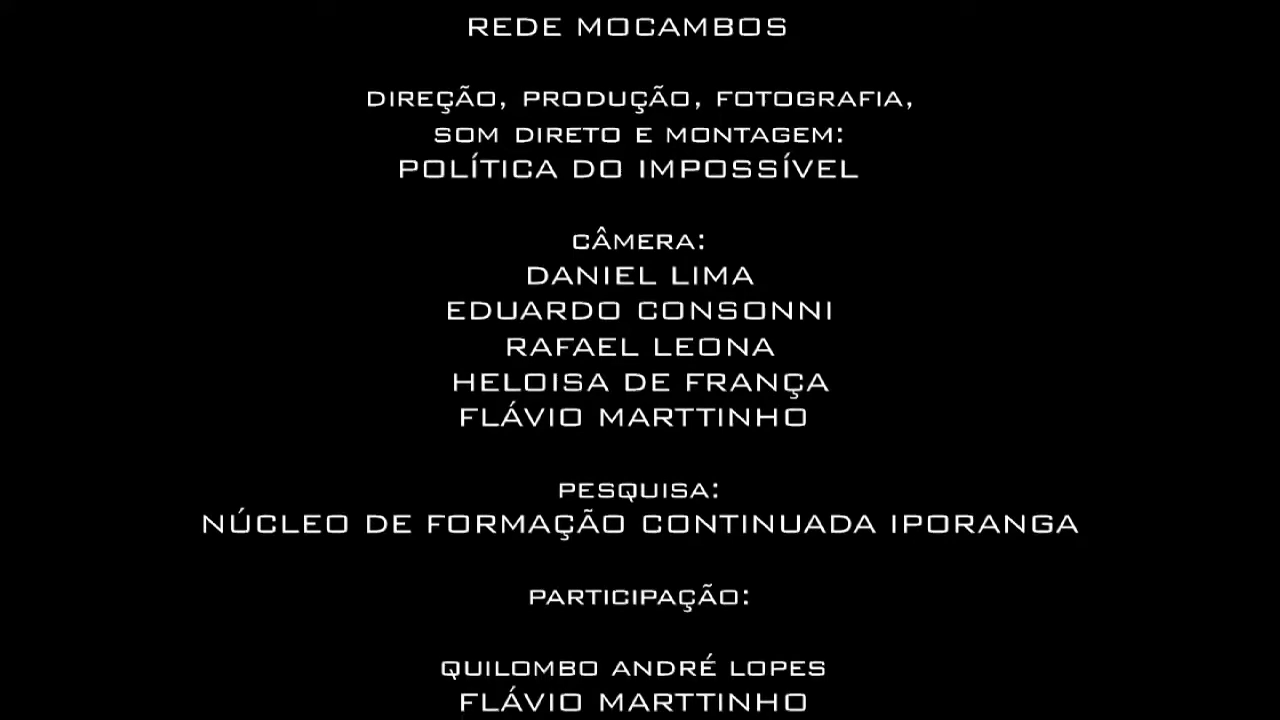 REDE MOCAMBOS
DIREÇÃO, PRODUÇÃO, FOTOGRAFIA,
SOM DIRETO E MONTAGEM:
POLÍTICA DO IMPOSSÍVEL
CÂMERA:
DANIEL LIMA
EDUARDO CONSONNI
RAFAEL LEONA
HELOISA DE FRANÇA
FLÁVIO MARTTINHO
PESQUISA:
NÚCLEO DE FORMAÇÃO CONTINUADA IPORANGA
PARTICIPAÇÃO:
QUILOMBO ANDRÉ LOPES
FLÁVIO MARTTINHO